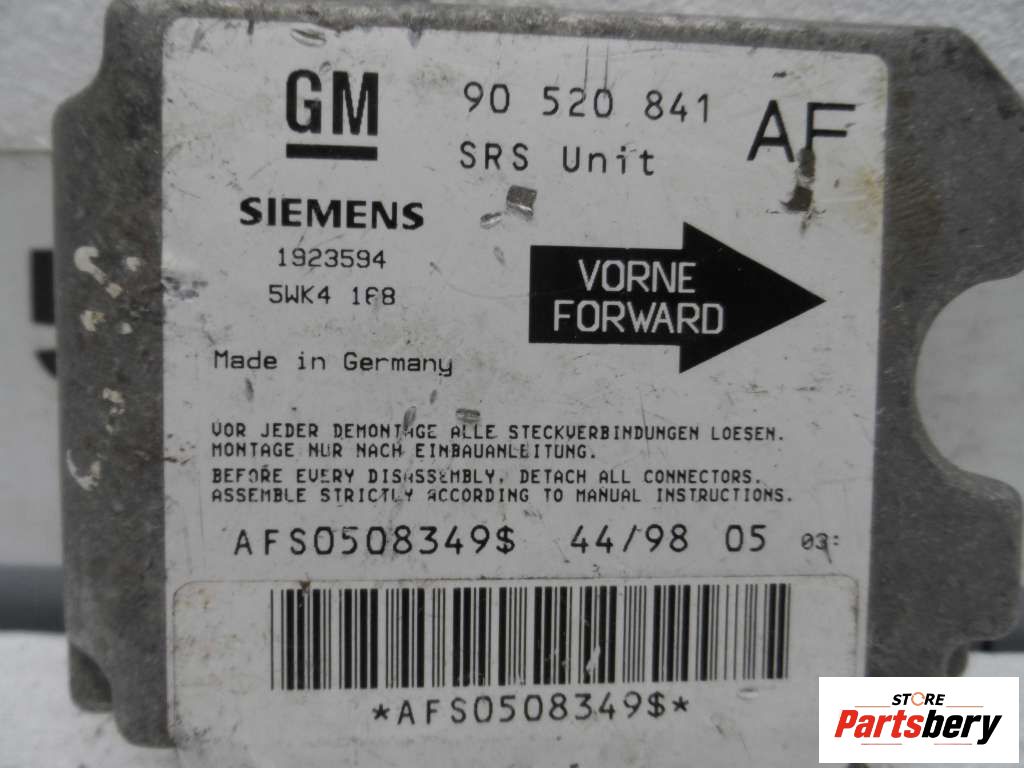 GM
90 520 841
AF
SRS Unit
SIEMENS
1923594
5WK4 168
VORNE
FORWARD
Made in Germany
VOR JEDER DEMONTAGE ALLE STECKVERBINDUNGEN LOESEN.
MONTAGE NUR NACH EINBAUANLEITUNG.
BEFORE EVERY DISASSEMBLY, DETACH ALL CONNECTORS.
ASSEMBLE STRICTLY ACCORDING TO MANUAL INSTRUCTIONS.
AFS0508349$ 44/98 05 03:
*AFS0508349$*
STORE
Partsbery